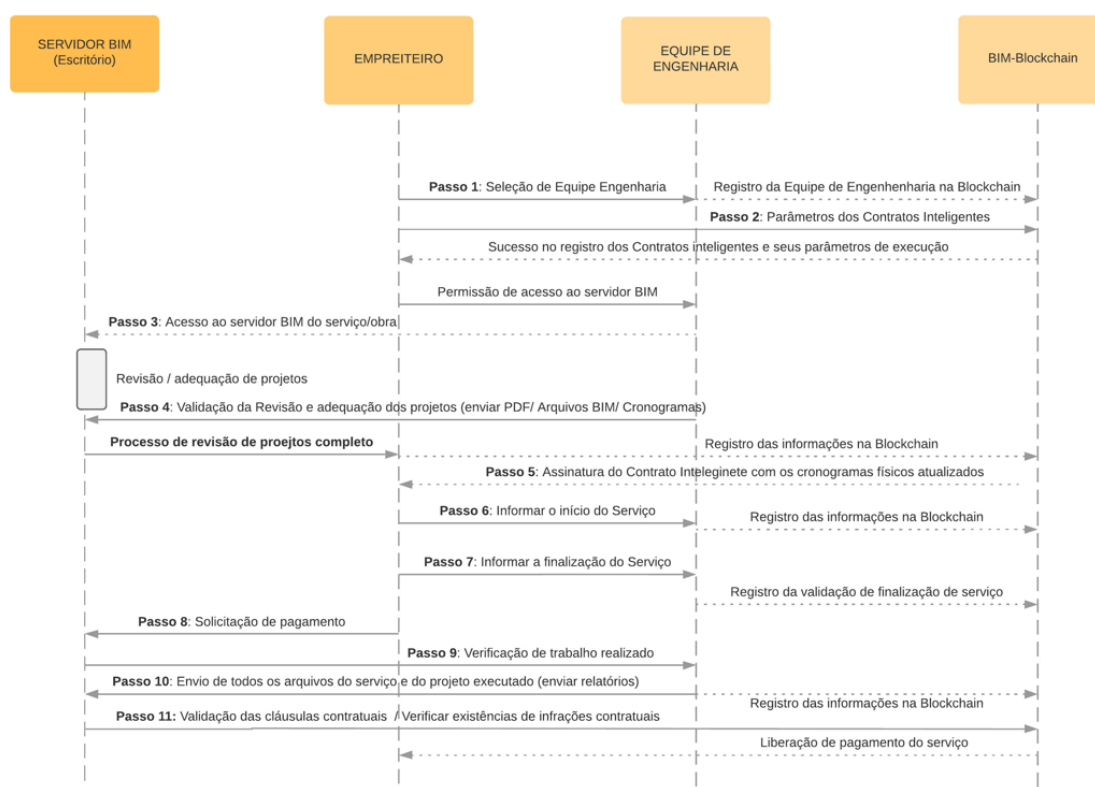 SERVIDOR BIM
(Escritório)
EMPREITEIRO
EQUIPE DE
ENGENHARIA
BIM-Blockchain
Passo 1: Seleção de Equipe Engenharia
Registro da Equipe de Engenhenharia na Blockchain
Passo 2: Parâmetros dos Contratos Inteligentes
Sucesso no registro dos Contratos inteligentes e seus parâmetros de execução
Permissão de acesso ao servidor BIM
Passo 3: Acesso ao servidor BIM do serviço/obra
Revisão / adequação de projetos
Passo 4: Validação da Revisão e adequação dos projetos (enviar PDF/ Arquivos BIM/ Cronogramas)
Processo de revisão de proejtos completo
Registro das informações na Blockchain
Passo 5: Assinatura do Contrato Inteleginete com os cronogramas físicos atualizados
Passo 6: Informar o início do Serviço
Registro das informações na Blockchain
Passo 7: Informar a finalização do Serviço
Registro da validação de finalização de serviço
Passo 8: Solicitação de pagamento
Passo 9: Verificação de trabalho realizado
Passo 10: Envio de todos os arquivos do serviço e do projeto executado (enviar relatórios)
Registro das informações na Blockchain
Passo 11: Validação das cláusulas contratuais / Verificar existências de infrações contratuais
Liberação de pagamento do serviço